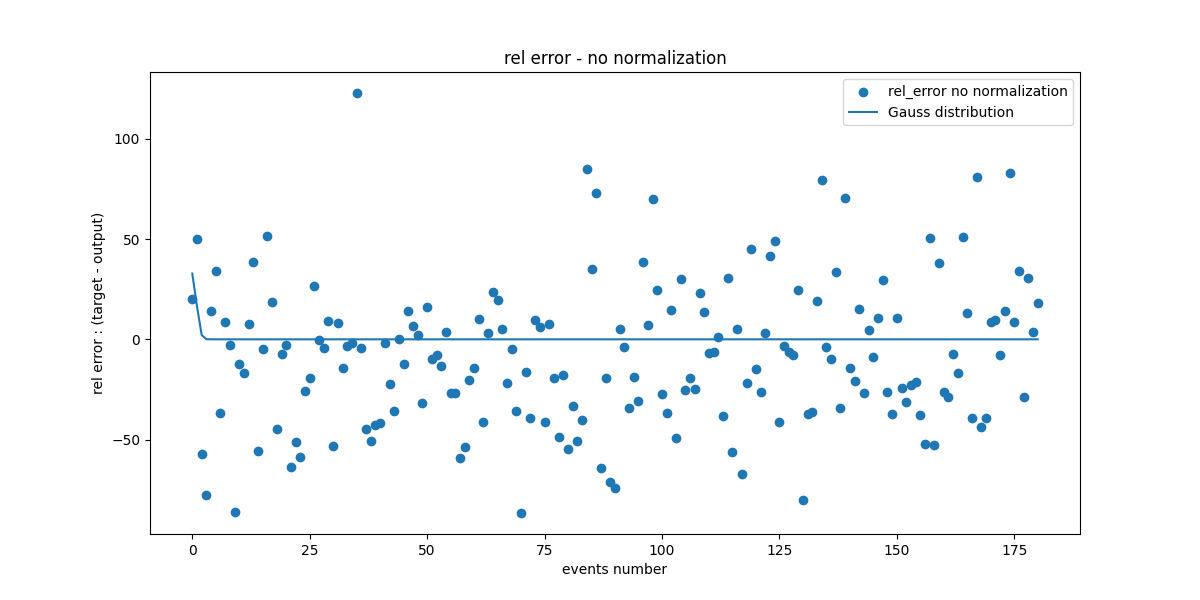 rel error - no normalization
rel_error no normalization
Gauss distribution
rel error : (target - output)
100
50
0
−50
0
25
50
75
100
125
150
175
events number